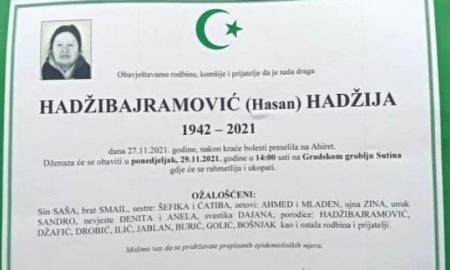 Obavještavamo rodbinu, komšije i prijatelje da je naša draga
HADŽIBAJRAMOVIĆ (Hasan) HADŽIJA
1942 – 2021
dana 27.11.2021. godine, nakon kraće bolesti preselila na Ahiret.
Dženaza će se obaviti u ponedjeljak, 29.11.2021. godine u 14:00 sati na Gradskom groblju Sutina
gdje će se rahmetlija i ukopati.
OŽALOŠĆENI:
Sin SAŠA, brat SMAIL, sestre: ŠEFIKA i ĆATIBA, zetovi: AHMED i MLADEN, ujna ZINA, unuk
SANDRO, nevjeste ĐENITA i ANELA, svastika DAJANA, porodice: HADŽIBAJRAMOVIĆ,
DŽAFIĆ, DROBIĆ, ILIĆ, JABLAN, BURIĆ, GOLIĆ, BOŠNJAK kao i ostala rodbina i prijatelji.
Molimo vas da se pridržavate propisanih epidemioloških mjera.